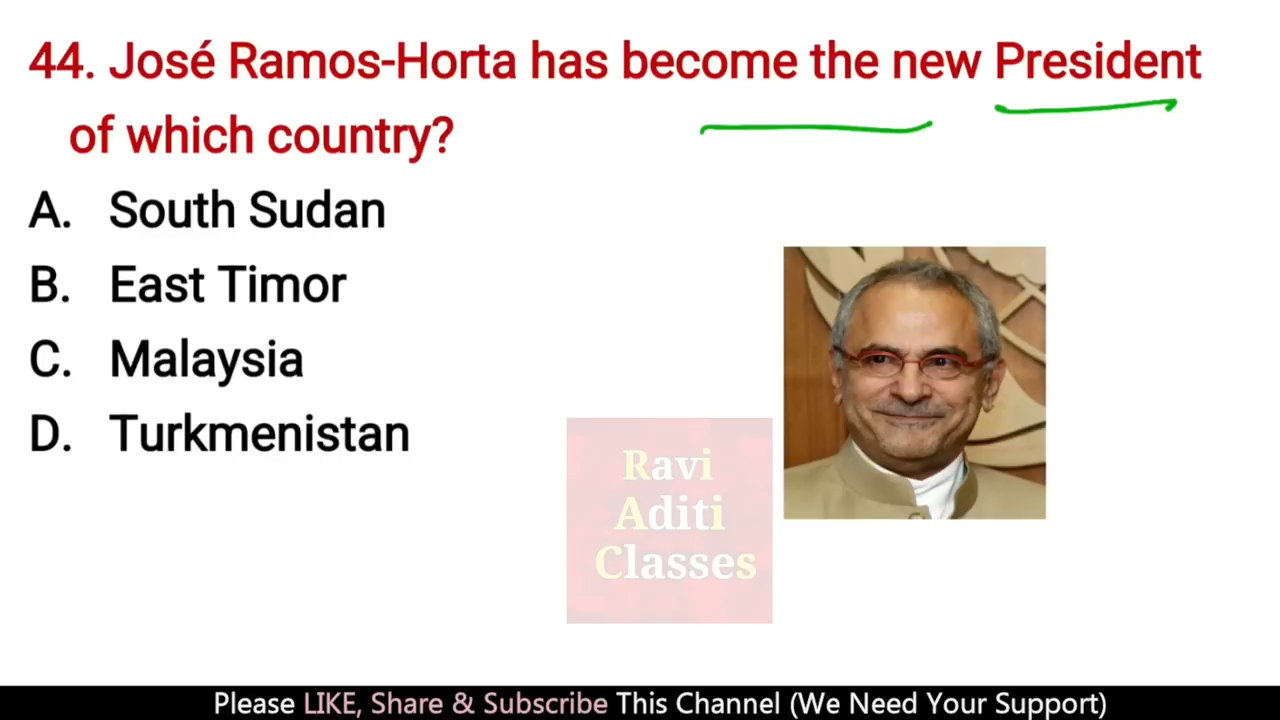 44. José Ramos-Horta has become the new President
of which country?
A. South Sudan
B. East Timor
C. Malaysia
D. Turkmenistan
Ravi
Aditi
Classes
Please LIKE, Share & Subscribe This Channel (We Need Your Support)